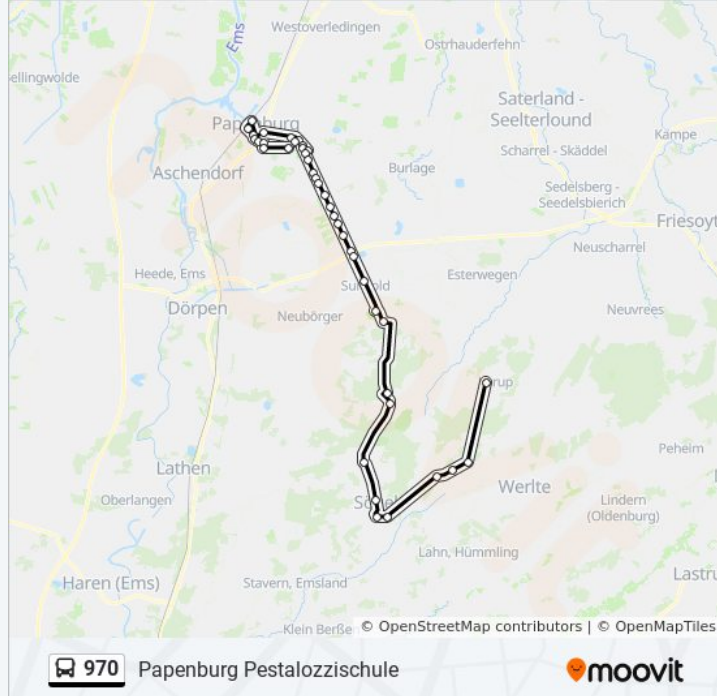 Westoverledingen
Ems
Ostrhauderfehn
ellingwolde
Saterland -
Seelterlound
Kampe
Scharrel - Skäddel
Aschendorf
Burlage
Sedelsberg -
Seedelsbierich
Friesoyt
Neuscharrel
Heede, Ems
Esterwegen
Dörpen
Neubörger
Neuvrees
Peheim
Lathen
Werlte
Oberlangen
Lindern
(Oldenburg)
Lahn, Hümmling
Lastru
Haren (Ems)
Stavern, Emsland
Klein Berßen
© OpenStreetMap contributors | © OpenMapTiles
970 Papenburg Pestalozzischule
moovit